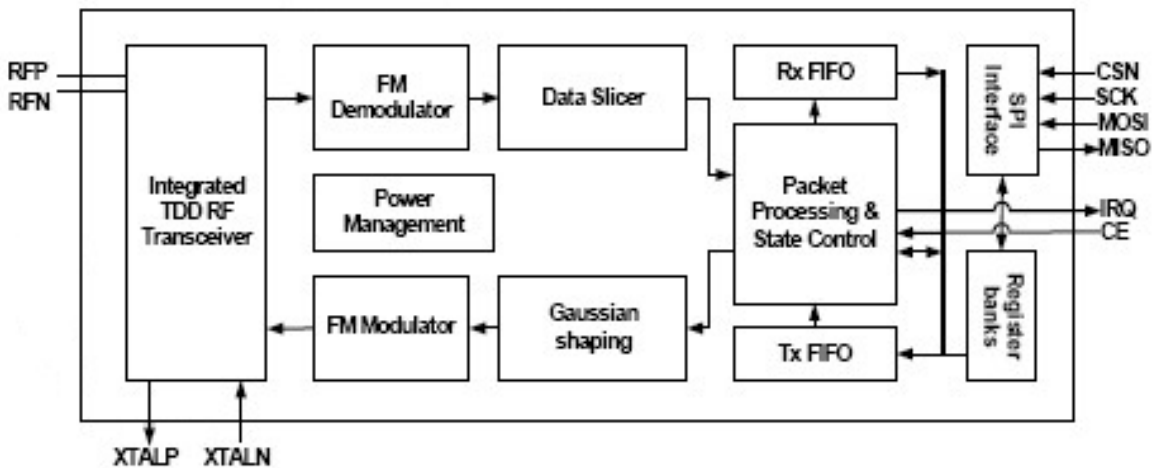 RFP
RFN
Integrated
TDD RF
Transceiver
FM
Demodulator
Data Slicer
Power
Management
FM Modulator
Gaussian
shaping
Rx FIFO
Packet
Processing &
State Control
Tx FIFO
SPI
Interface
Register
banks
CSN
SCK
MOSI
MISO
IRQ
CE
XTALP
XTALN